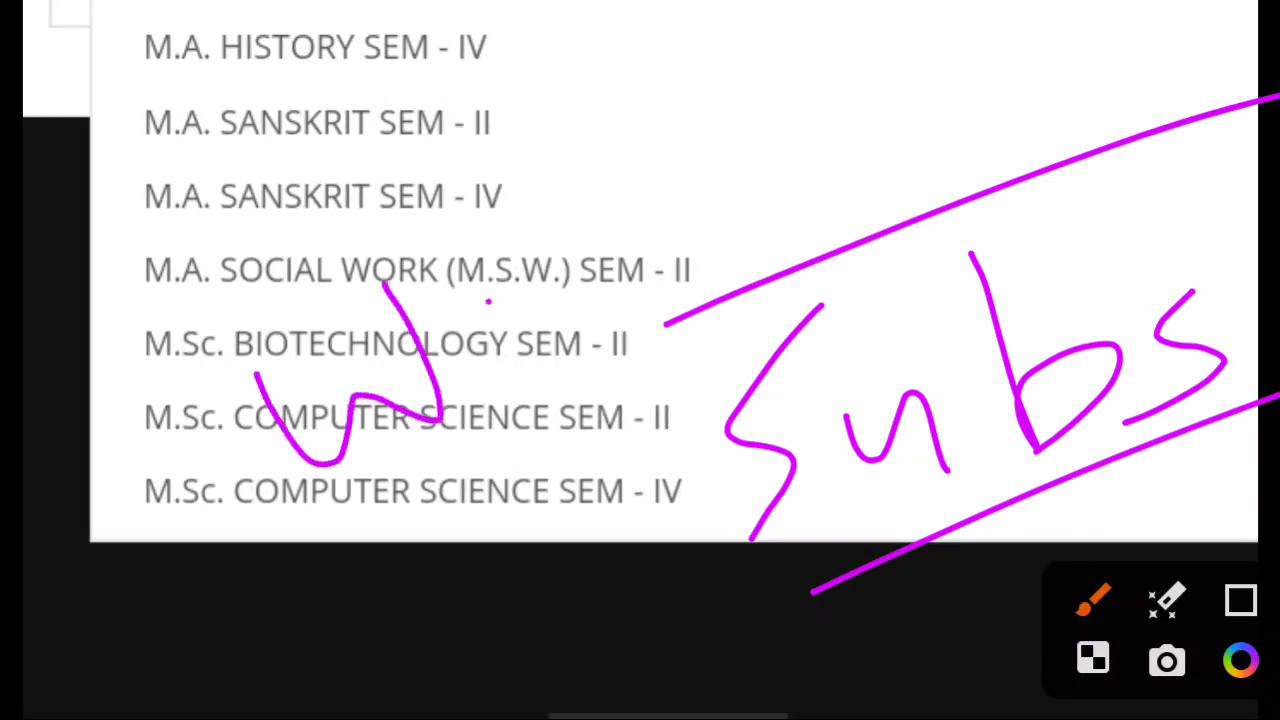 M.A. HISTORY SEM - IV
M.A. SANSKRIT SEM - II
M.A. SANSKRIT SEM - IV
M.A. SOCIAL WORK (M.S.W.) SEM - II
M.Sc. BIOTECHNOLOGY SEM - II
M.Sc. COMPUTER SCIENCE SEM - II
M.Sc. COMPUTER SCIENCE SEM - IV
Subs